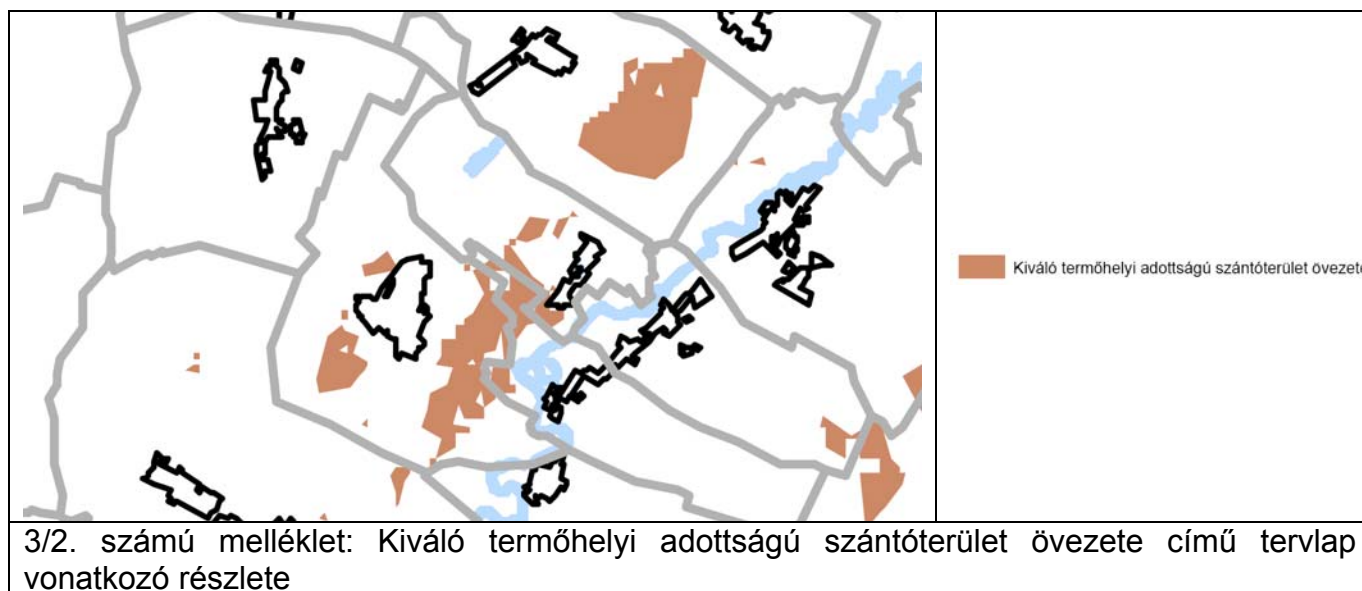 Kiváló termőhelyi adottságú szántóterület övezete
3/2. számú melléklet: Kiváló termőhelyi adottságú szántóterület övezete című tervlap
vonatkozó részlete